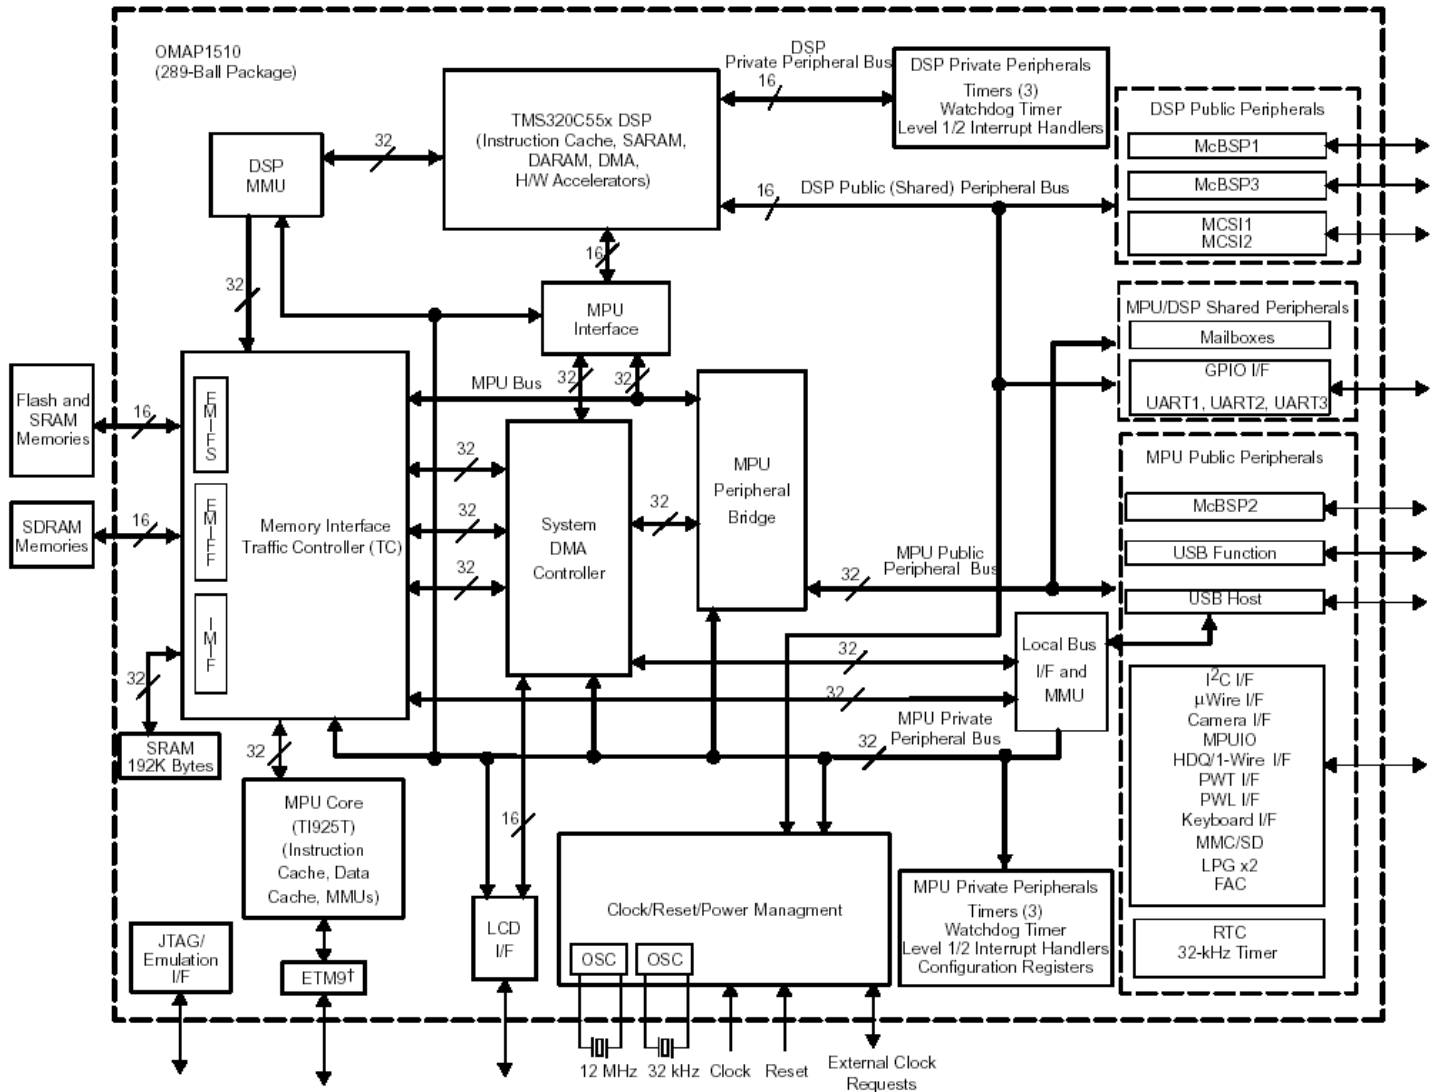 OMAP1510
(289-Ball Package)
DSP
Private Peripheral Bus
16
DSP Private Peripherals
Timers (3)
Watchdog Timer
Level 1/2 Interrupt Handlers
TMS320C55x DSP
(Instruction Cache, SARAM,
DARAM, DMA,
H/W Accelerators)
32
DSP
MMU
16
DSP Public (Shared) Peripheral Bus
DSP Public Peripherals
McBSP1
McBSP3
MCSI1
MCSI2
16
32
MPU
Interface
MPU/DSP Shared Peripherals
Mailboxes
GPIO I/F
UART1, UART2, UART3
MPU Bus
32
32
Flash and
SRAM
Memories
16
EMIFS
SDRAM
Memories
16
EMIFF
Memory Interface
Traffic Controller (TC)
IMIF
32
32
32
System
DMA
Controller
32
MPU
Peripheral
Bridge
MPU Public Peripherals
McBSP2
USB Function
USB Host
MPU Public
Peripheral Bus
32
Local Bus
I/F and
MMU
32
32
32
SRAM
192K Bytes
MPU Private
Peripheral Bus
32
I2C I/F
µWire I/F
Camera I/F
MPUIO
HDQ/1-Wire I/F
PWT I/F
PWL I/F
Keyboard I/F
MMC/SD
LPG x2
FAC
RTC
32-kHz Timer
32
MPU Core
(TI925T)
(Instruction
Cache, Data
Cache, MMUs)
16
LCD
I/F
Clock/Reset/Power Managment
OSC
OSC
MPU Private Peripherals
Timers (3)
Watchdog Timer
Level 1/2 Interrupt Handlers
Configuration Registers
JTAG/
Emulation
I/F
ETM9†
12 MHz
32 kHz
Clock
Reset
External Clock
Requests